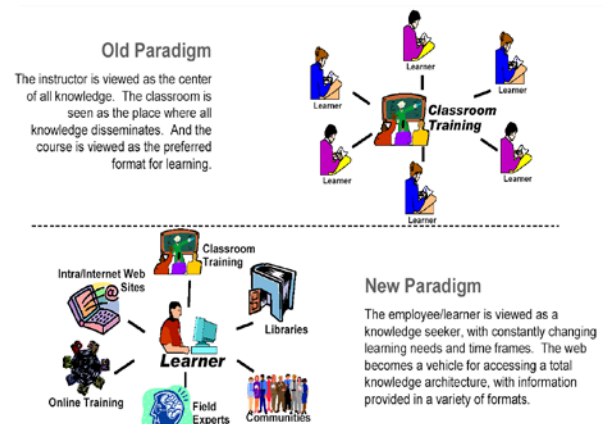 Old Paradigm
The instructor is viewed as the center
of all knowledge. The classroom is
seen as the place where all
knowledge disseminates. And the
course is viewed as the preferred
format for learning.
Learner
Learner
Learner
Classroom
Training
Learner
Learner
Learner
Classroom
Training
Intra/Internet Web
Sites
Libraries
Learner
Online Training
Field
Experts
Communities
New Paradigm
The employee/learner is viewed as a
knowledge seeker, with constantly changing
learning needs and time frames. The web
becomes a vehicle for accessing a total
knowledge architecture, with information
provided in a variety of formats.